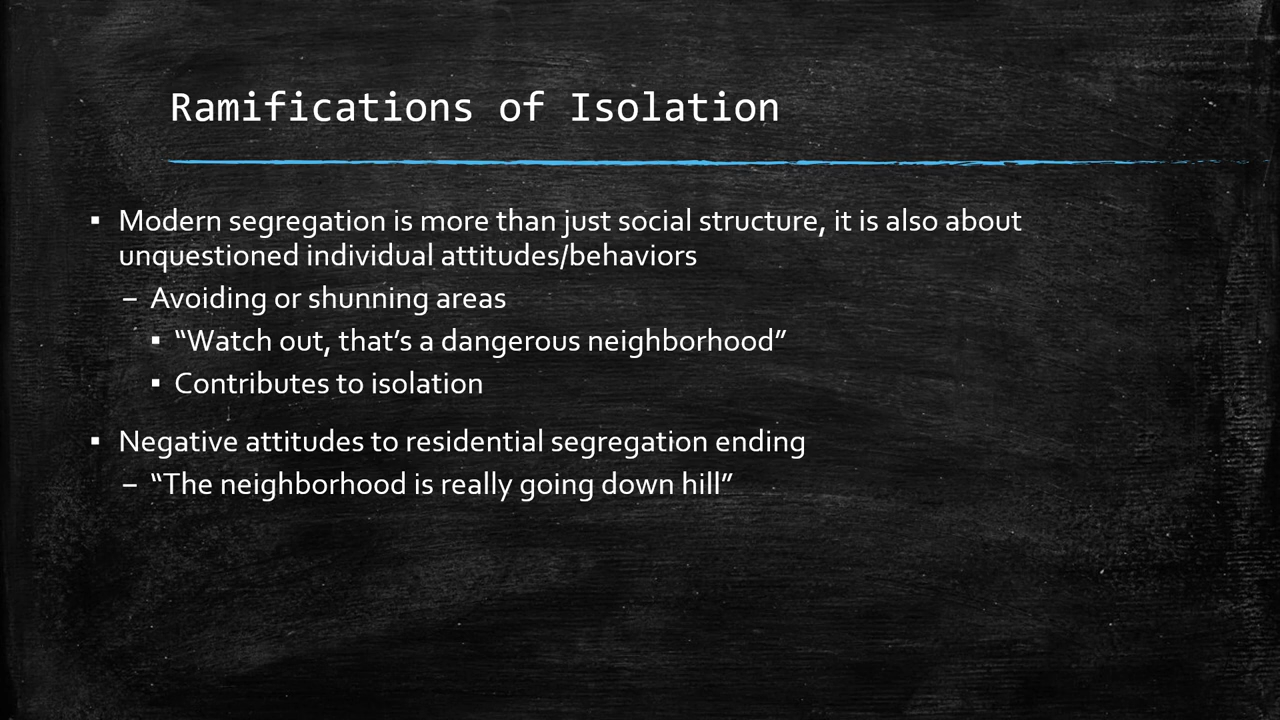 Ramifications of Isolation
▪ Modern segregation is more than just social structure, it is also about
unquestioned individual attitudes/behaviors
– Avoiding or shunning areas
▪ “Watch out, that’s a dangerous neighborhood”
▪ Contributes to isolation
▪ Negative attitudes to residential segregation ending
– “The neighborhood is really going down hill”